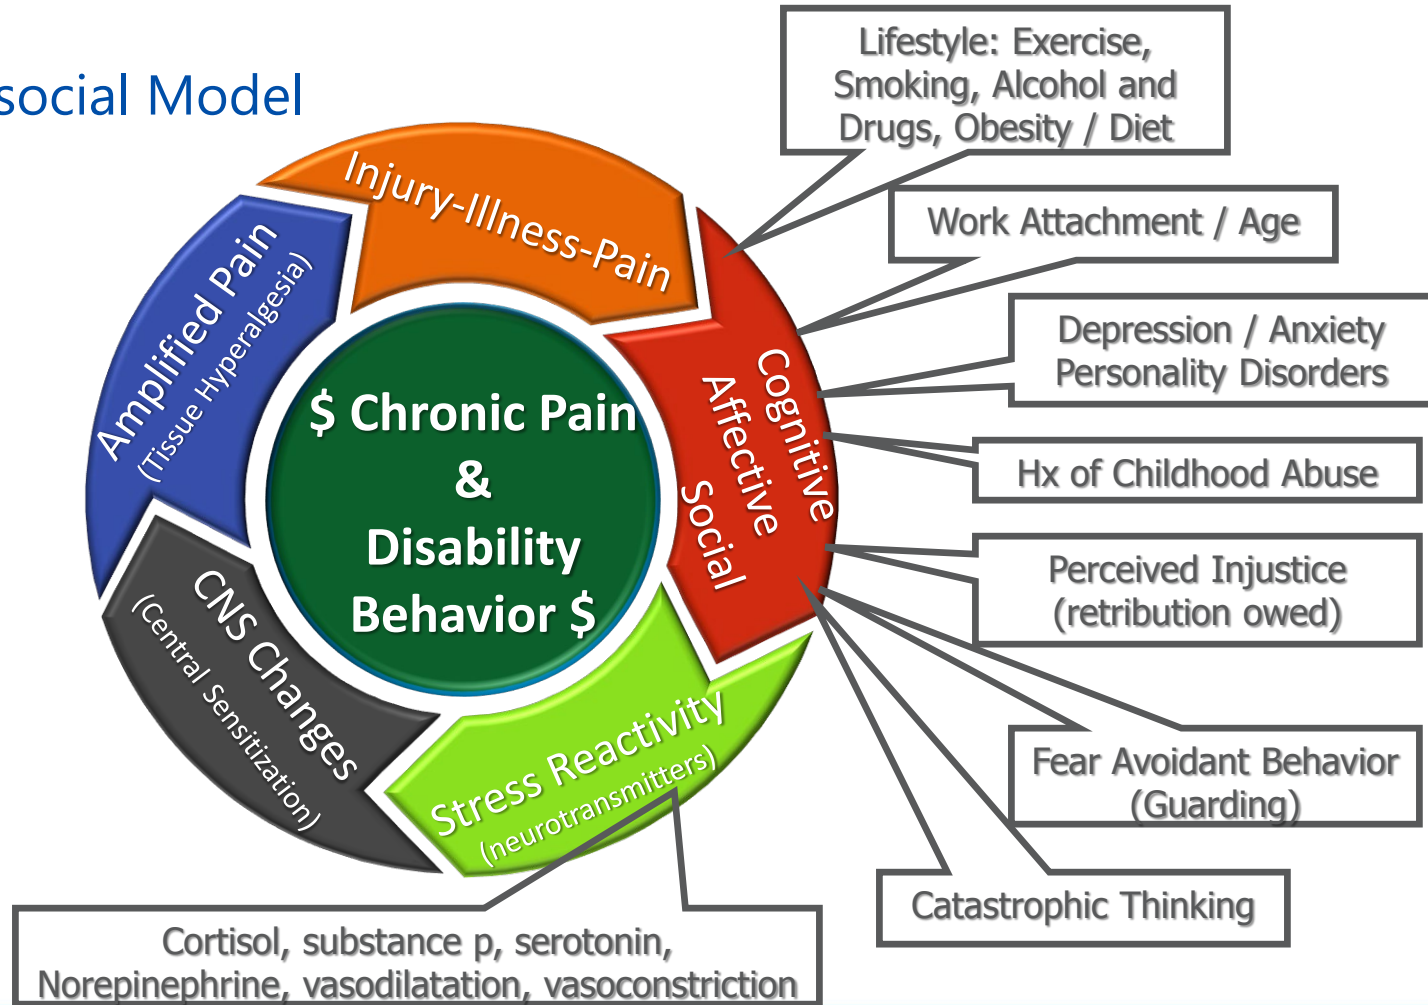 social Model
Lifestyle: Exercise,
Smoking, Alcohol and
Drugs, Obesity / Diet
Work Attachment / Age
Depression / Anxiety
Personality Disorders
Hx of Childhood Abuse
Perceived Injustice
(retribution owed)
Fear Avoidant Behavior
(Guarding)
Catastrophic Thinking
Injury-Illness-Pain
Cognitive
Affective
Social
Stress Reactivity
(neurotransmitters)
CNS Changes
(Central Sensitization)
Amplified Pain
(Tissue Hyperalgesia)
$ Chronic Pain
&
Disability
Behavior $
Cortisol, substance p, serotonin,
Norepinephrine, vasodilatation, vasoconstriction